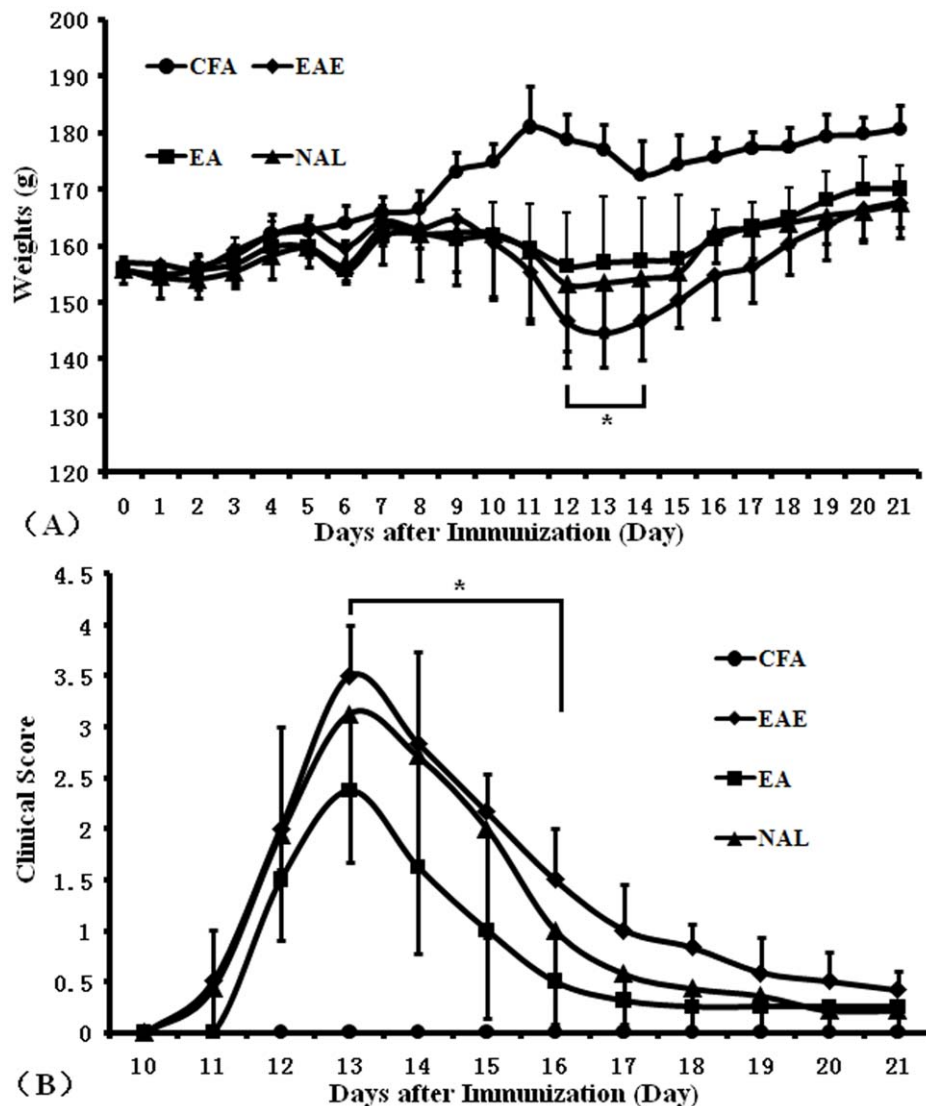 200
190
180
170
160
150
140
130
120
Weights (g)
CFA EAE
EA NAL
*
0 1 2 3 4 5 6 7 8 9 10 11 12 13 14 15 16 17 18 19 20 21
(A) Days after Immunization (Day)
4.5
4
3.5
3
2.5
2
1.5
1
0.5
0
Clinical Score
*
CFA
EAE
EA
NAL
10 11 12 13 14 15 16 17 18 19 20 21
(B) Days after Immunization (Day)